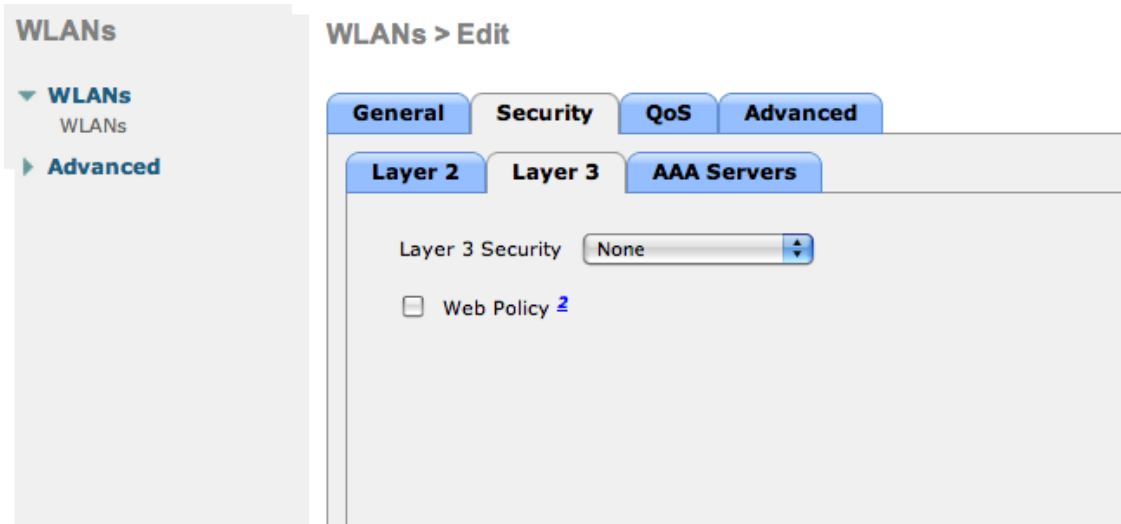 WLANs
WLANs
WLANs
Advanced
WLANs > Edit
General Security QoS Advanced
Layer 2 Layer 3 AAA Servers
Layer 3 Security None
Web Policy 2